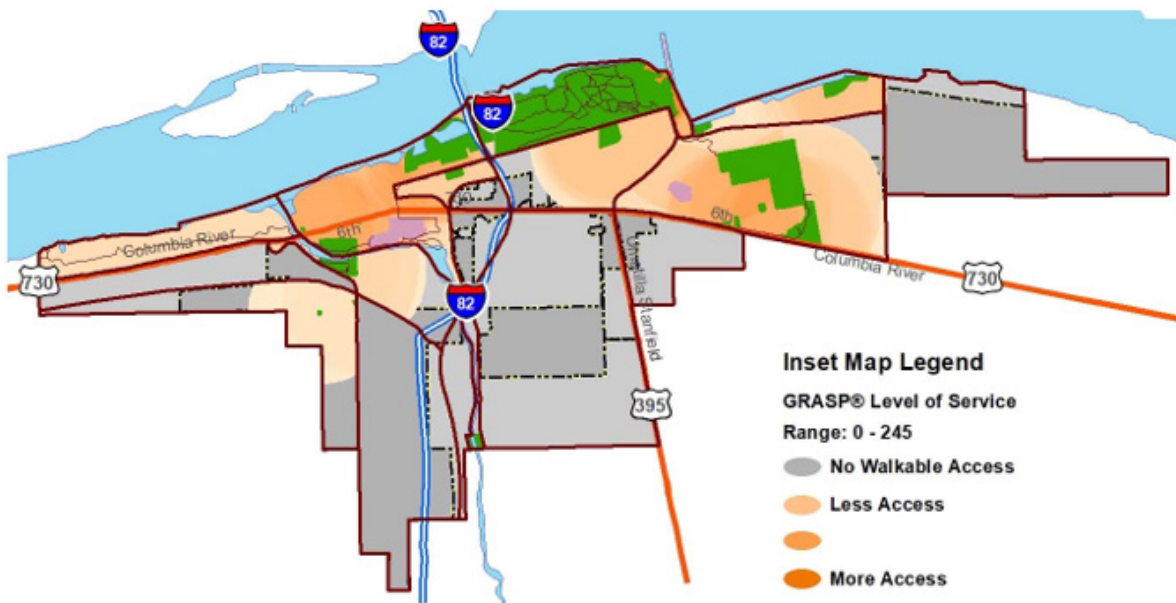 82
82
6th
Columbia River
730
6th
Columbia River
730
82
Umatilla Stanfield
395
Inset Map Legend
GRASP® Level of Service
Range: 0 - 245
No Walkable Access
Less Access
More Access